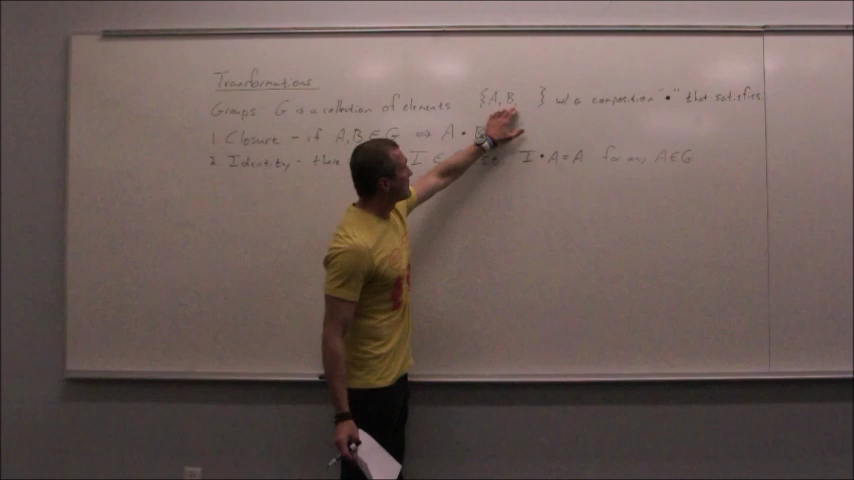 Transformations
Groups: G is a collection of elements {A, B, } w/ a composition "•" that satisfies:
1. Closure - if A, B ∈ G ⇒ A • B
2. Identity - there I ∈ s.t. I • A = A for any A ∈ G